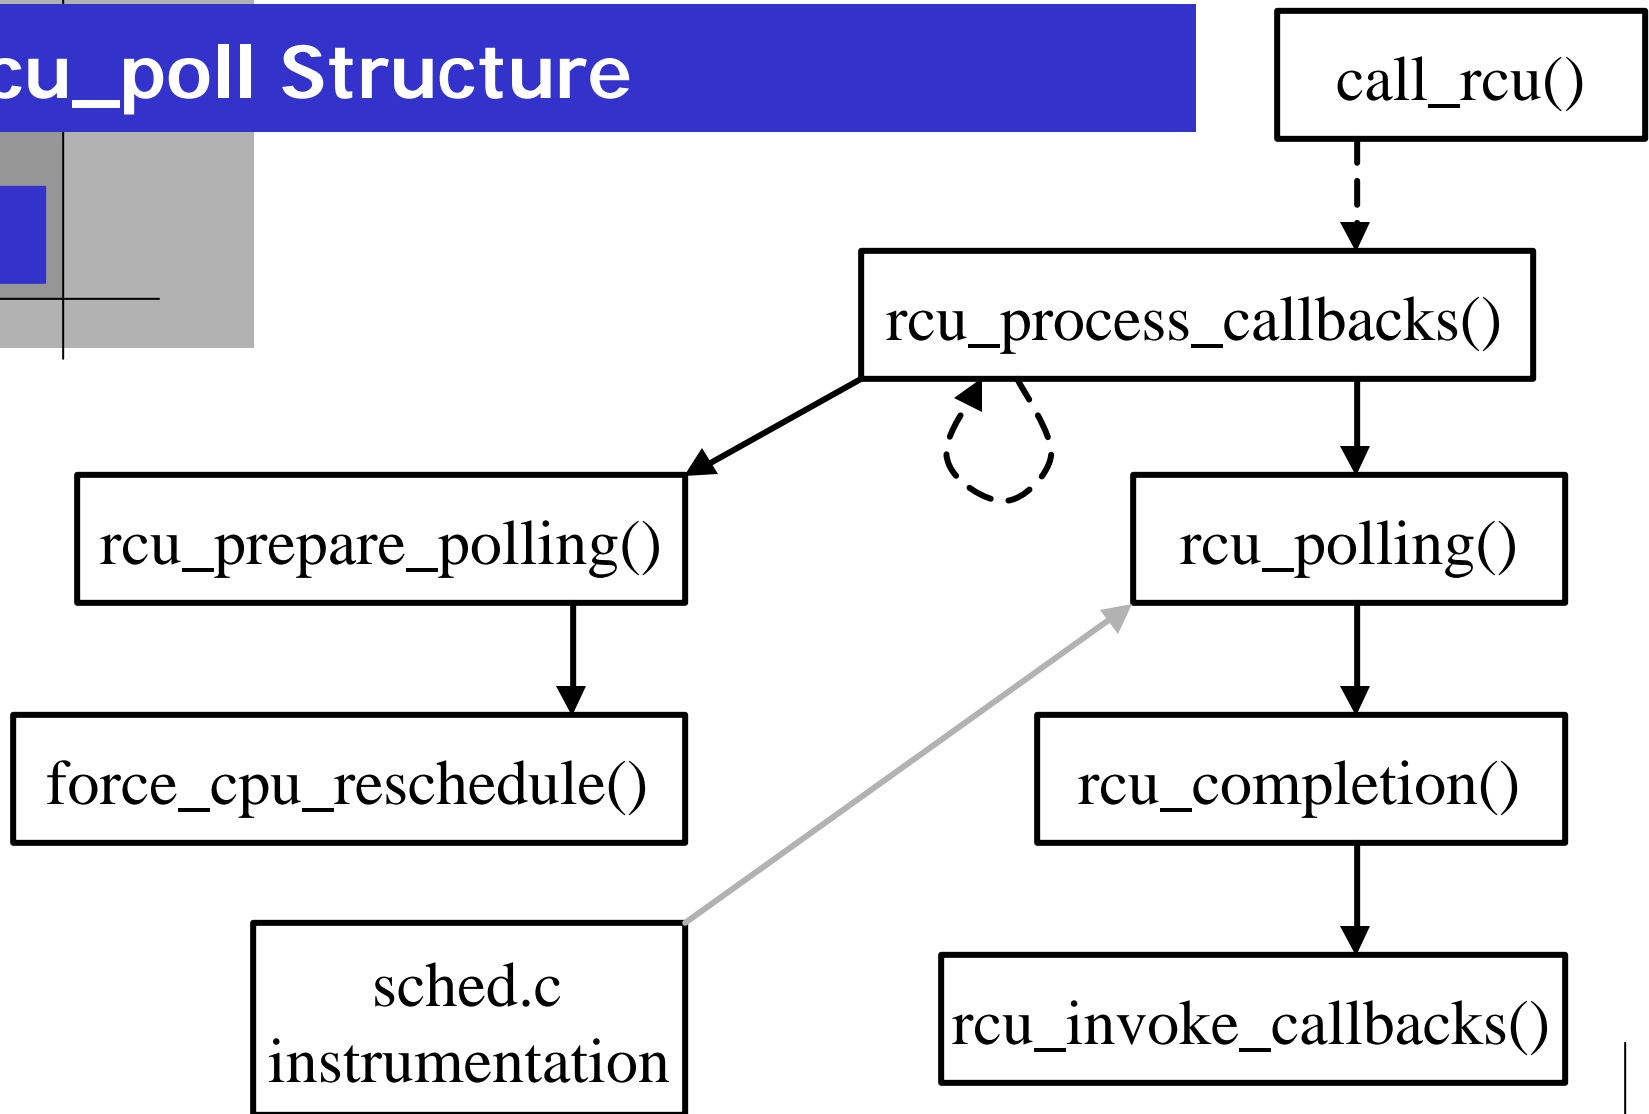 cu_poll Structure
call_rcu()
rcu_process_callbacks()
rcu_prepare_polling()
rcu_polling()
force_cpu_reschedule()
rcu_completion()
sched.c
instrumentation
rcu_invoke_callbacks()